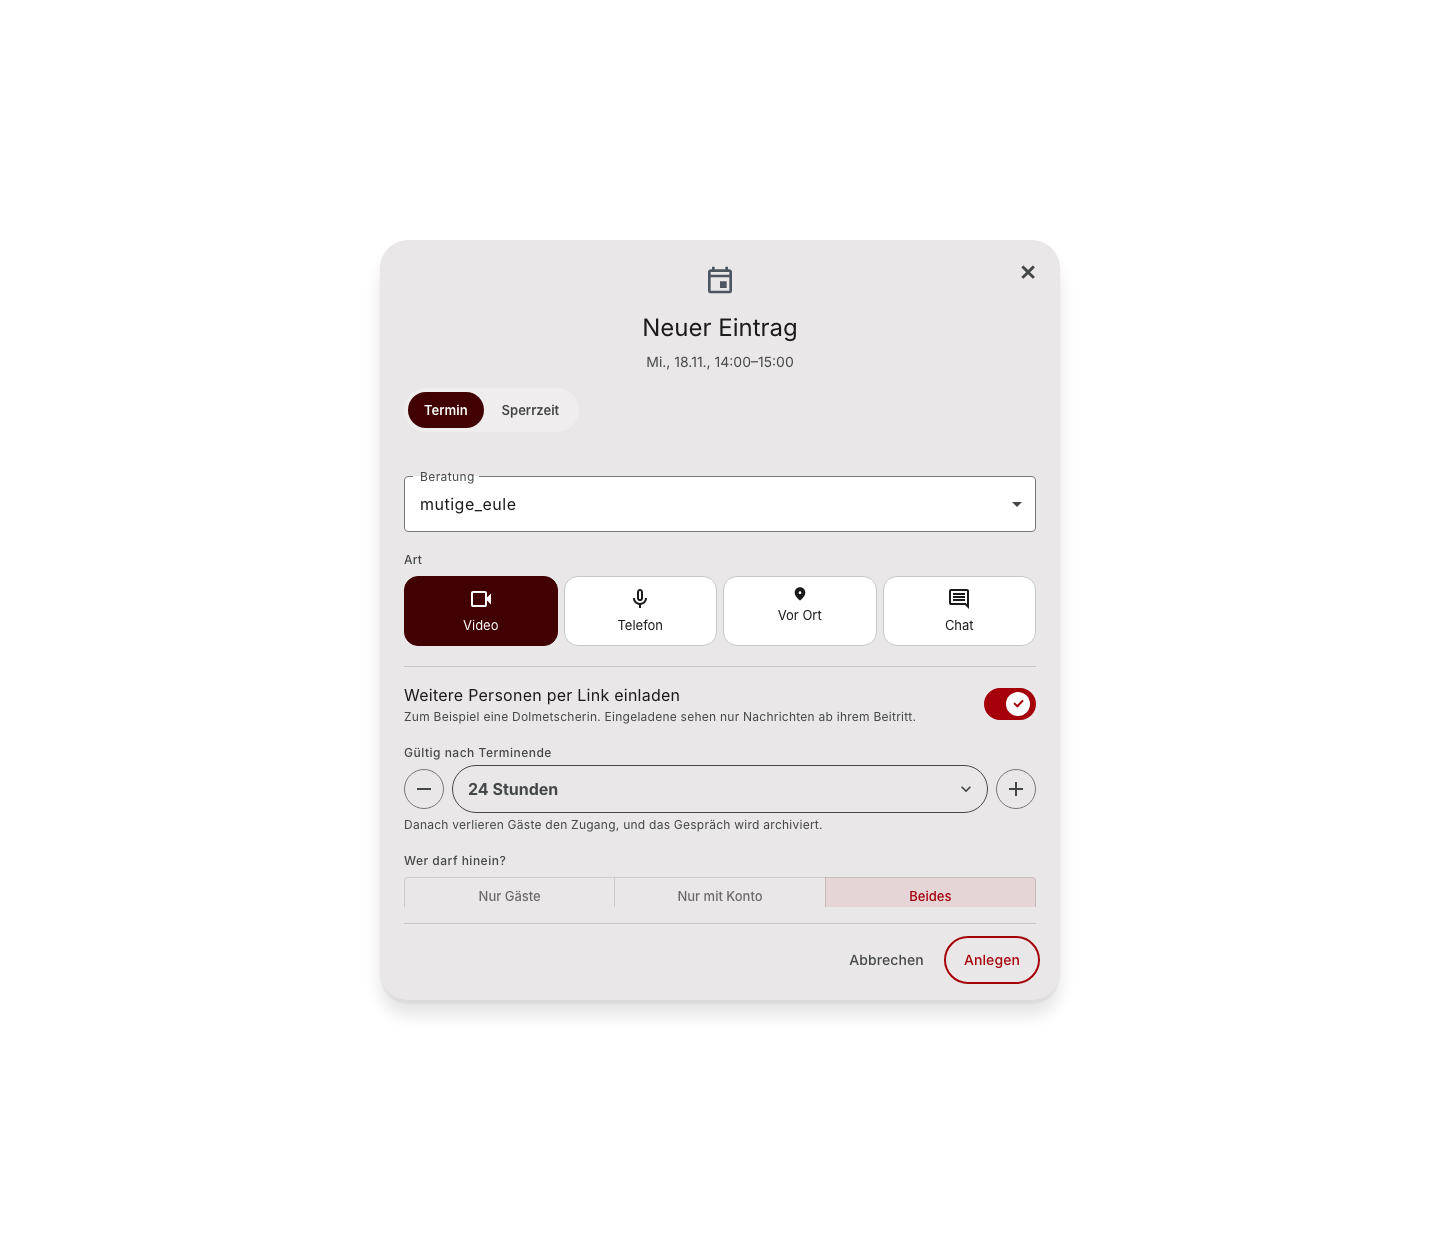 Neuer Eintrag
Mi., 18.11., 14:00–15:00
Termin Sperrzeit
Beratung
mutige_eule
Art
Video Telefon Vor Ort Chat
Weitere Personen per Link einladen
Zum Beispiel eine Dolmetscherin. Eingeladene sehen nur Nachrichten ab ihrem Beitritt.
Gültig nach Terminende
24 Stunden
Danach verlieren Gäste den Zugang, und das Gespräch wird archiviert.
Wer darf hinein?
Nur Gäste Nur mit Konto Beides
Abbrechen Anlegen